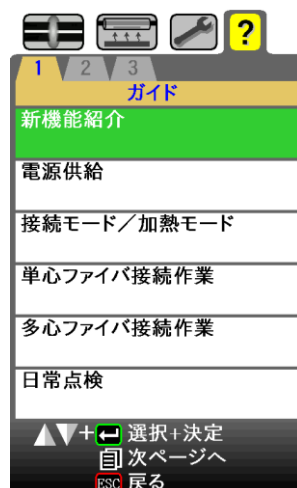 ?
1 2 3
ガイド
新機能紹介
電源供給
接続モード／加熱モード
単心ファイバ接続作業
多心ファイバ接続作業
日常点検
+ 選択+決定
次ページへ
ESC 戻る